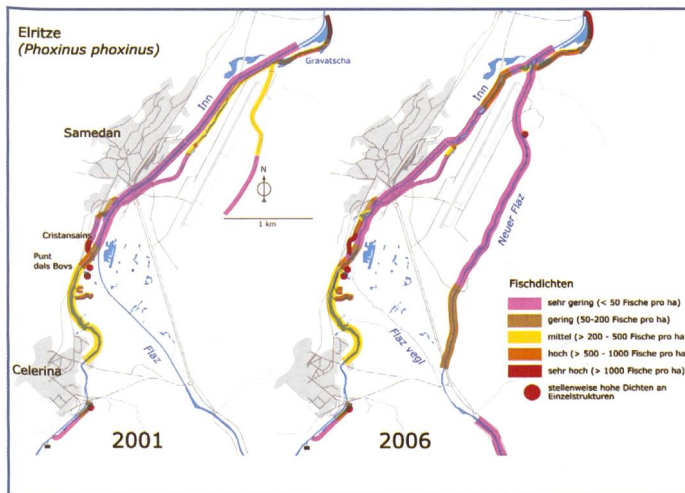 Elritze
(Phoxinus phoxinus)
Gravatscha
Inn
Samedan
N
1 km
Cristansains
Punt
dals Bovs
Flaz
Celerina
2001
Inn
Neuer Flaz
Flaz vegl
2006
Fischdichten
sehr gering (< 50 Fische pro ha)
gering (50-200 Fische pro ha)
mittel (> 200 - 500 Fische pro ha)
hoch (> 500 - 1000 Fische pro ha)
sehr hoch (> 1000 Fische pro ha)
stellenweise hohe Dichten an
Einzelstrukturen